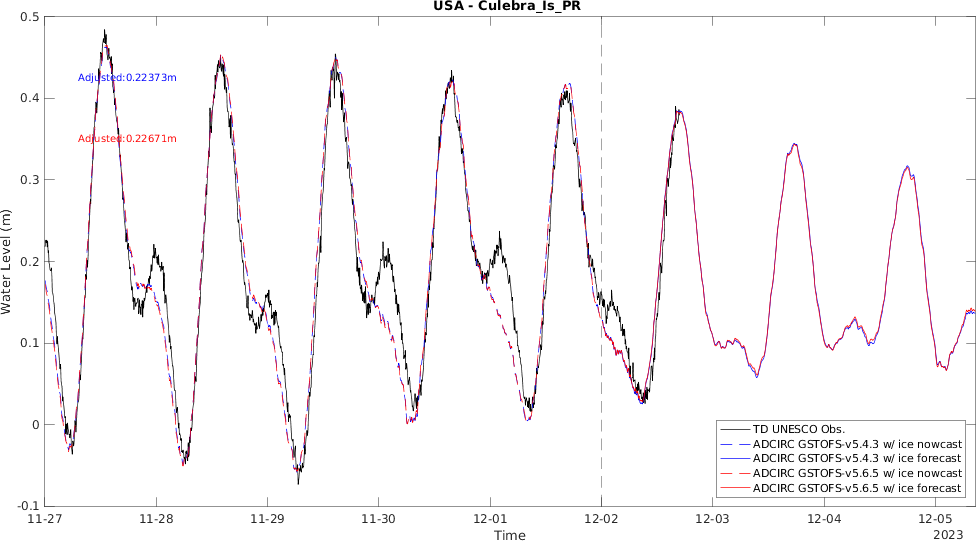 USA - Culebra_Is_PR
0.5
0.4
0.3
0.2
0.1
0
-0.1
Water Level (m)
Adjusted:0.22373m
Adjusted:0.22671m
TD UNESCO Obs.
ADCIRC GSTOFS-v5.4.3 w/ ice nowcast
ADCIRC GSTOFS-v5.4.3 w/ ice forecast
ADCIRC GSTOFS-v5.6.5 w/ ice nowcast
ADCIRC GSTOFS-v5.6.5 w/ ice forecast
11-27 11-28 11-29 11-30 12-01 12-02 12-03 12-04 12-05
Time
2023